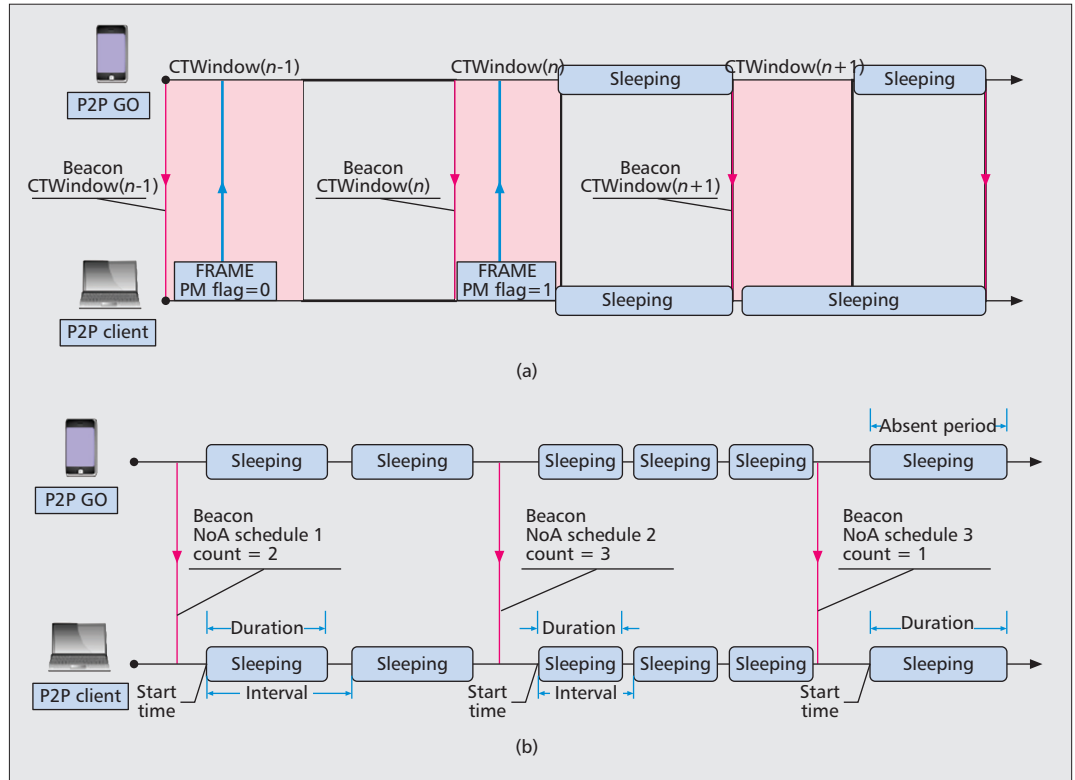 CTWindow(n-1)
CTWindow(n)
Sleeping
CTWindow(n+1)
Sleeping
P2P GO
Beacon
CTWindow(n-1)
Beacon
CTWindow(n)
Beacon
CTWindow(n+1)
FRAME
PM flag=0
FRAME
PM flag=1
Sleeping
Sleeping
P2P client
(a)
Absent period
Sleeping
Sleeping
Sleeping
Sleeping
Sleeping
Sleeping
P2P GO
Beacon
NoA schedule 1
count = 2
Beacon
NoA schedule 2
count = 3
Beacon
NoA schedule 3
count = 1
Duration
Duration
Duration
Sleeping
Sleeping
Sleeping
Sleeping
Sleeping
Sleeping
P2P client
Start
time
Interval
Start
time
Interval
Start
time
(b)